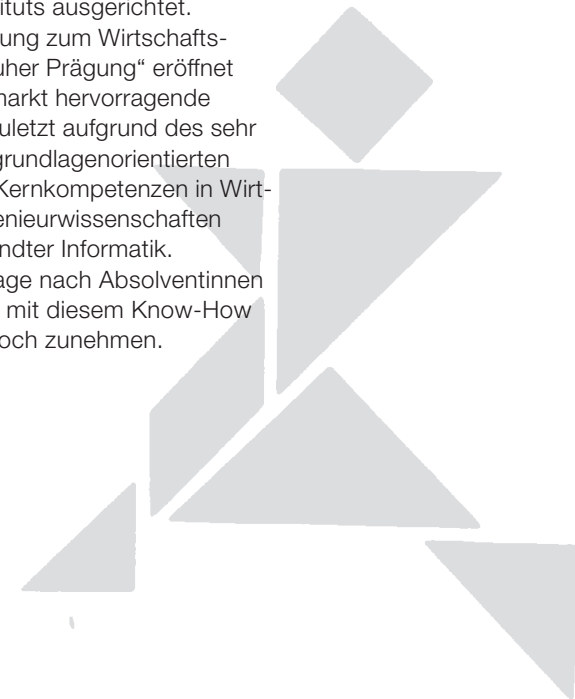 ituts ausgerichtet.
ung zum Wirtschafts-
uher Prägung“ eröffnet
markt hervorragende
uletzt aufgrund des sehr
grundlagenorientierten
Kernkompetenzen in Wirt-
enieurwissenschaften
ndter Informatik.
age nach Absolventinnen
mit diesem Know-How
och zunehmen.